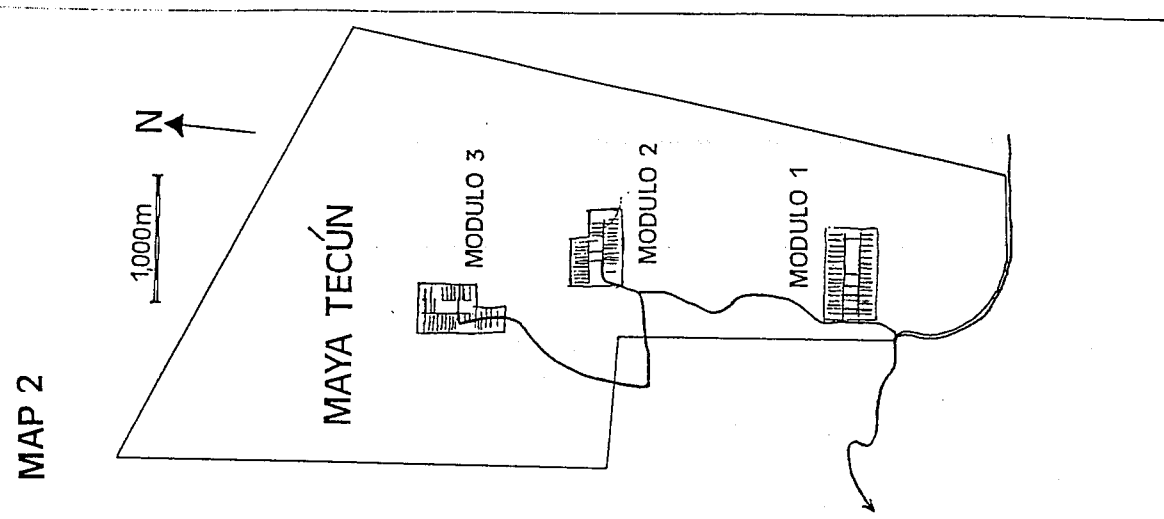 MAP 2
1,000m
N
MAYA TECÚN
MODULO 3
MODULO 2
MODULO 1